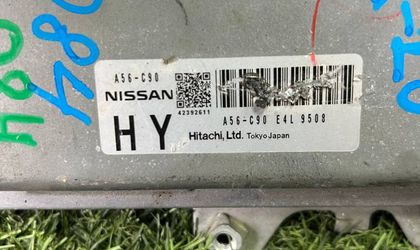 A56-C90
NISSAN
42392611
A56-C90 E4L 9508
HY
Hitachi, Ltd. Tokyo Japan